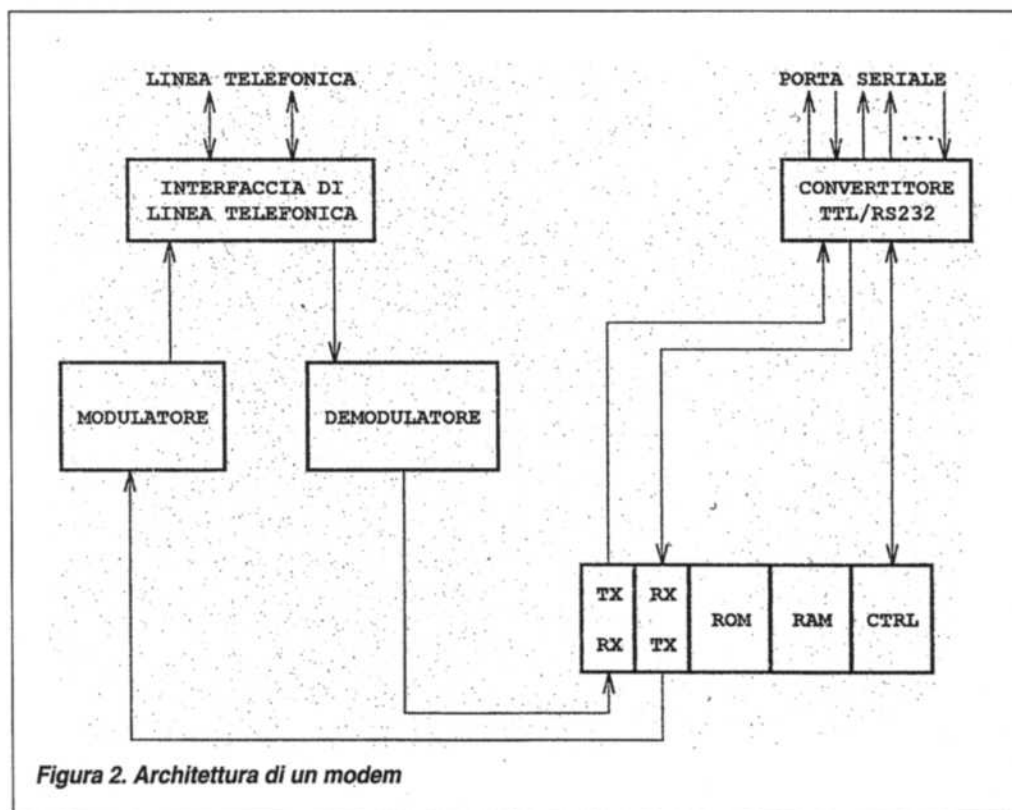 LINEA TELEFONICA
PORTA SERIALE
INTERFACCIA DI
LINEA TELEFONICA
CONVERTITORE
TTL/RS232
MODULATORE
DEMODULATORE
TX
RX
RX
TX
ROM
RAM
CTRL
Figura 2. Architettura di un modem